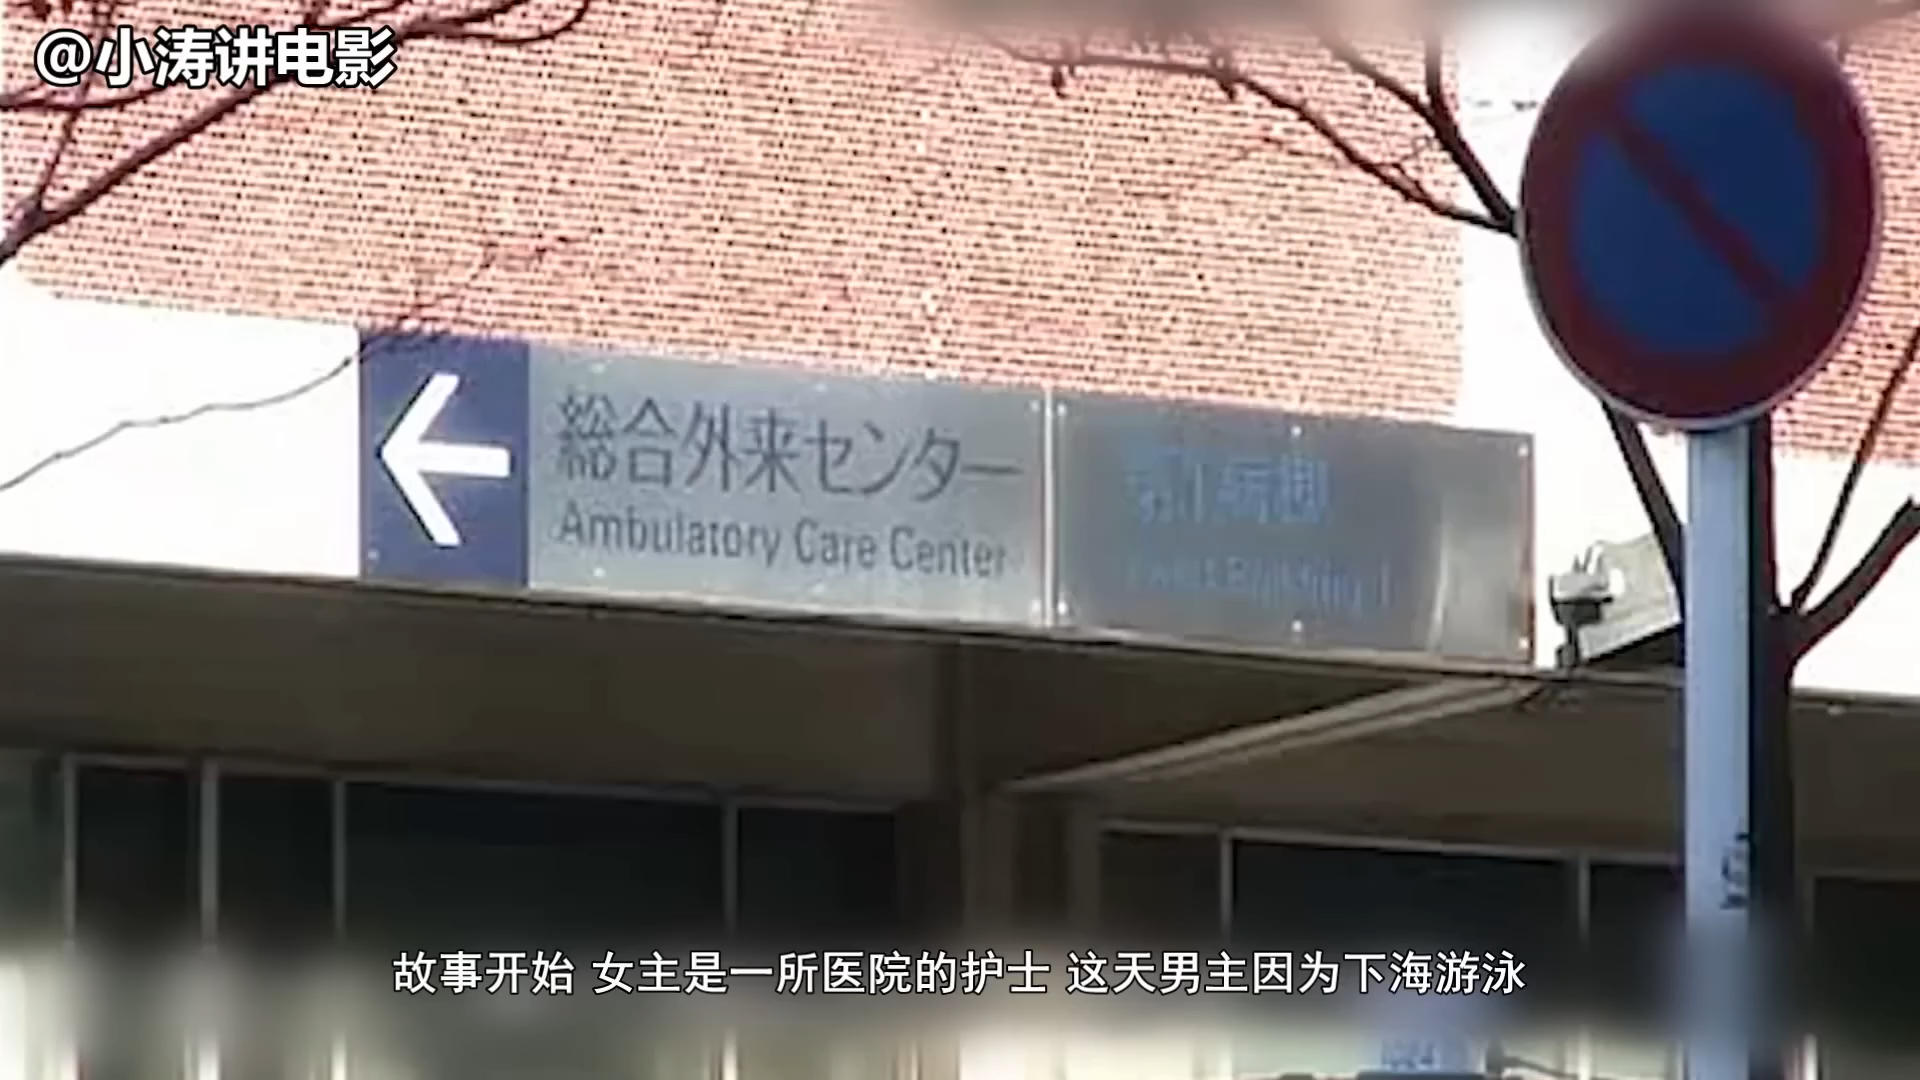 @小涛讲电影
総合外来センター
Ambulatory Care Center
故事开始 女主是一所医院的护士 这天男主因为下海游泳